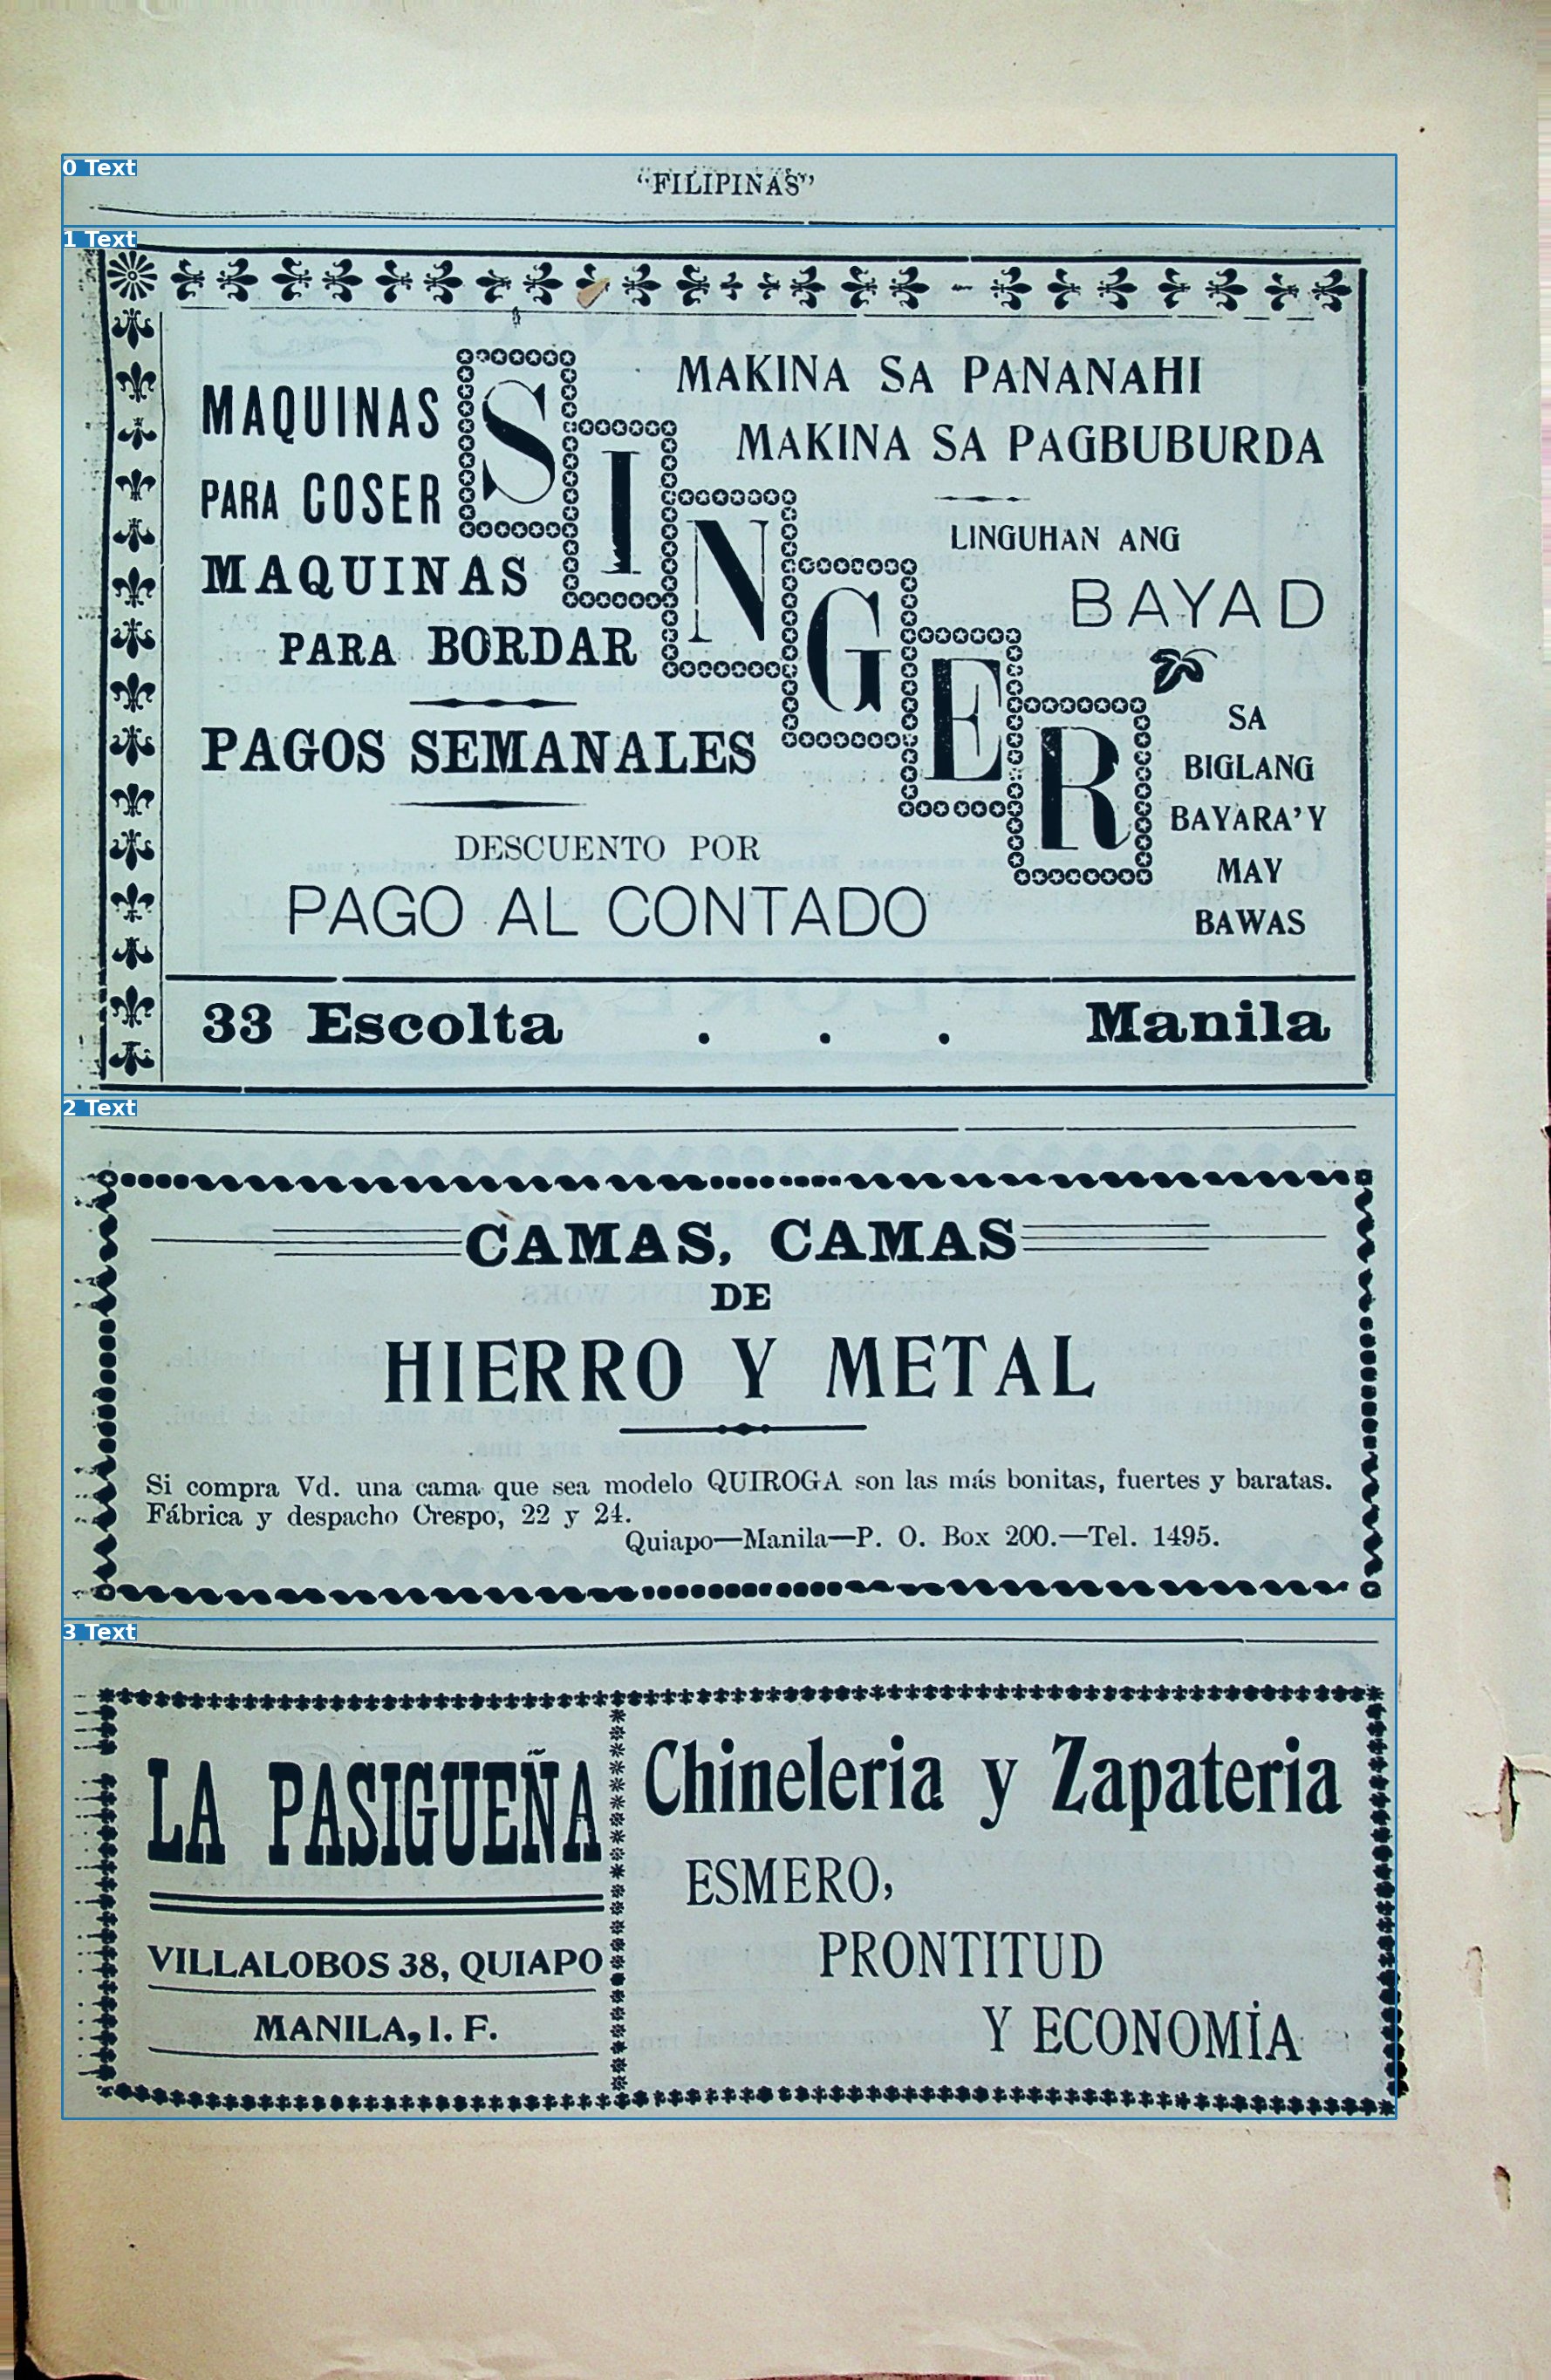 “FILIPINAS”
MAQUINAS
PARA COSER
MAQUINAS
PARA BORDAR
PAGOS SEMANALES
DESCUENTO POR
PAGO AL CONTADO
SINGER
MAKINA SA PANANAHI
MAKINA SA PAGBUBURDA
LINGUHAN ANG
BAYAD
SA
BIGLANG
BAYARA’Y
MAY
BAWAS
33 Escolta . . . Manila
CAMAS, CAMAS
DE
HIERRO Y METAL
Si compra Vd. una cama que sea modelo QUIROGA son las más bonitas, fuertes y baratas.
Fábrica y despacho Crespo, 22 y 24.
Quiapo—Manila—P. O. Box 200.—Tel. 1495.
LA PASIGUEÑA
VILLALOBOS 38, QUIAPO
MANILA, I. F.
Chineleria y Zapateria
ESMERO,
PRONTITUD
Y ECONOMÍA